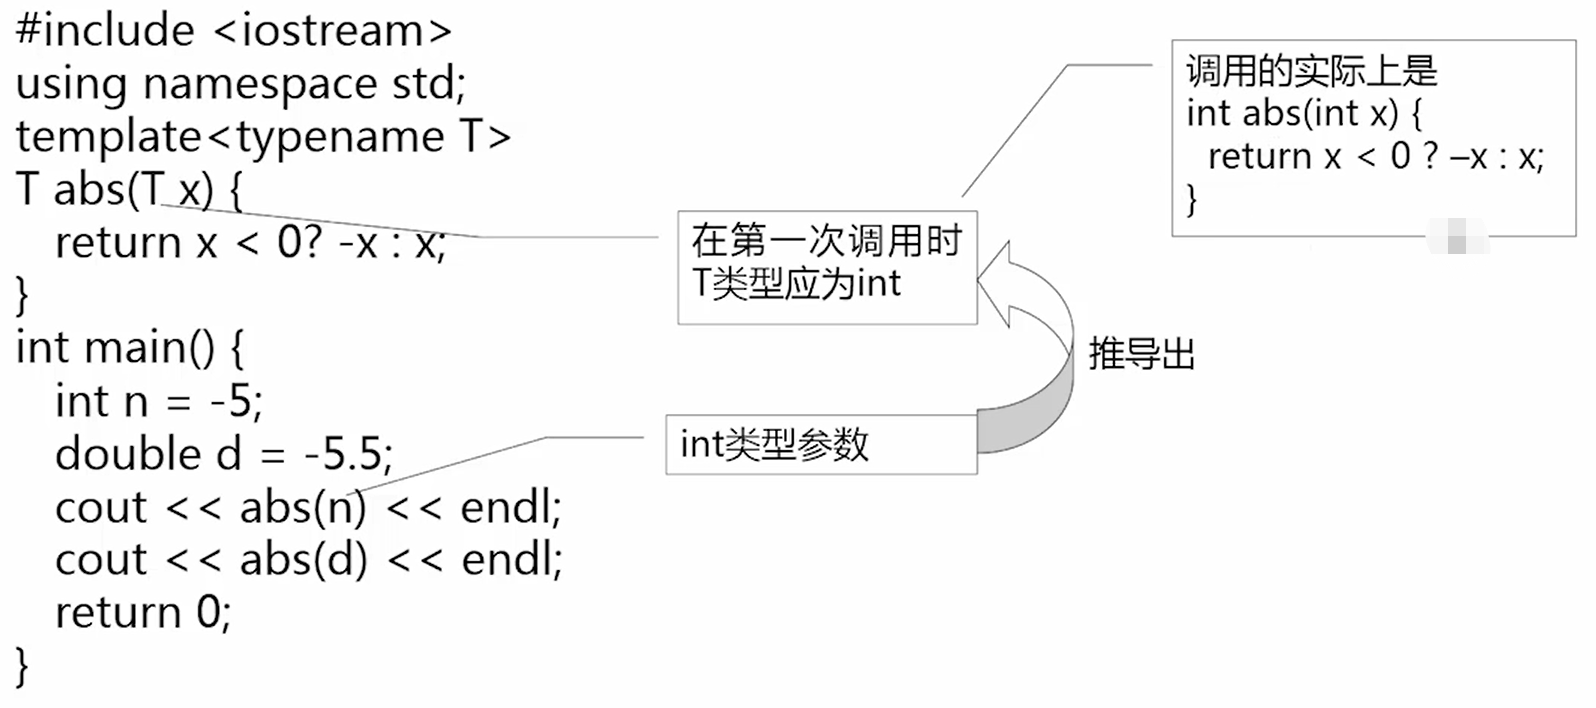 #include <iostream>
using namespace std;
template<typename T>
T abs(T x) {
return x < 0? -x : x;
}
int main() {
int n = -5;
double d = -5.5;
cout << abs(n) << endl;
cout << abs(d) << endl;
return 0;
}
在第一次调用时
T类型应为int
int类型参数
推导出
调用的实际上是
int abs(int x) {
return x < 0 ? –x : x;
}